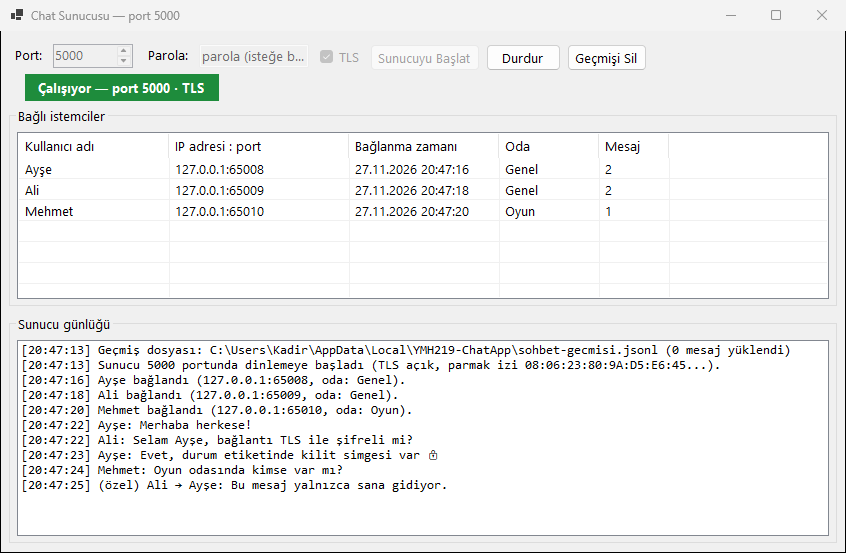 Chat Sunucusu — port 5000
Port: 5000 Parola: parola (isteğe b... TLS Sunucuyu Başlat Durdur Geçmişi Sil
Çalışıyor — port 5000 · TLS
Bağlı istemciler
Kullanıcı adı IP adresi : port Bağlanma zamanı Oda Mesaj
Ayşe 127.0.0.1:65008 27.11.2026 20:47:16 Genel 2
Ali 127.0.0.1:65009 27.11.2026 20:47:18 Genel 2
Mehmet 127.0.0.1:65010 27.11.2026 20:47:20 Oyun 1
Sunucu günlüğü
[20:47:13] Geçmiş dosyası: C:\Users\Kadir\AppData\Local\YMH219-ChatApp\sohbet-gecmisi.jsonl (0 mesaj yüklendi)
[20:47:13] Sunucu 5000 portunda dinlemeye başladı (TLS açık, parmak izi 08:06:23:80:9A:D5:E6:45...).
[20:47:16] Ayşe bağlandı (127.0.0.1:65008, oda: Genel).
[20:47:18] Ali bağlandı (127.0.0.1:65009, oda: Genel).
[20:47:20] Mehmet bağlandı (127.0.0.1:65010, oda: Oyun).
[20:47:22] Ayşe: Merhaba herkese!
[20:47:22] Ali: Selam Ayşe, bağlantı TLS ile şifreli mi?
[20:47:23] Ayşe: Evet, durum etiketinde kilit simgesi var 🔒
[20:47:24] Mehmet: Oyun odasında kimse var mı?
[20:47:25] (özel) Ali → Ayşe: Bu mesaj yalnızca sana gidiyor.